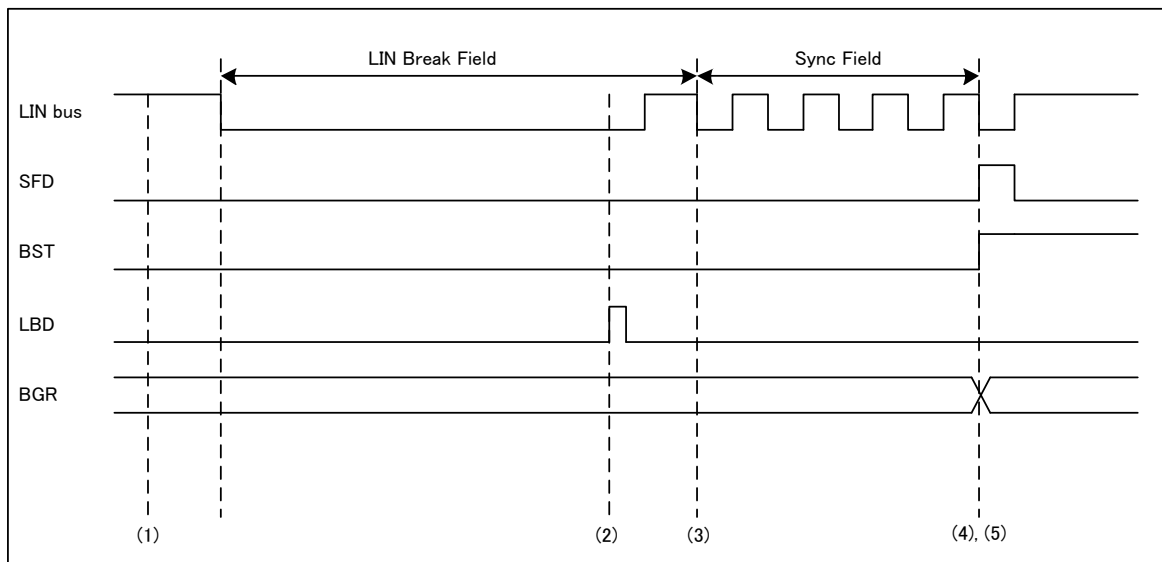 LIN Break Field
Sync Field
LIN bus
SFD
BST
LBD
BGR
(1)
(2)
(3)
(4), (5)